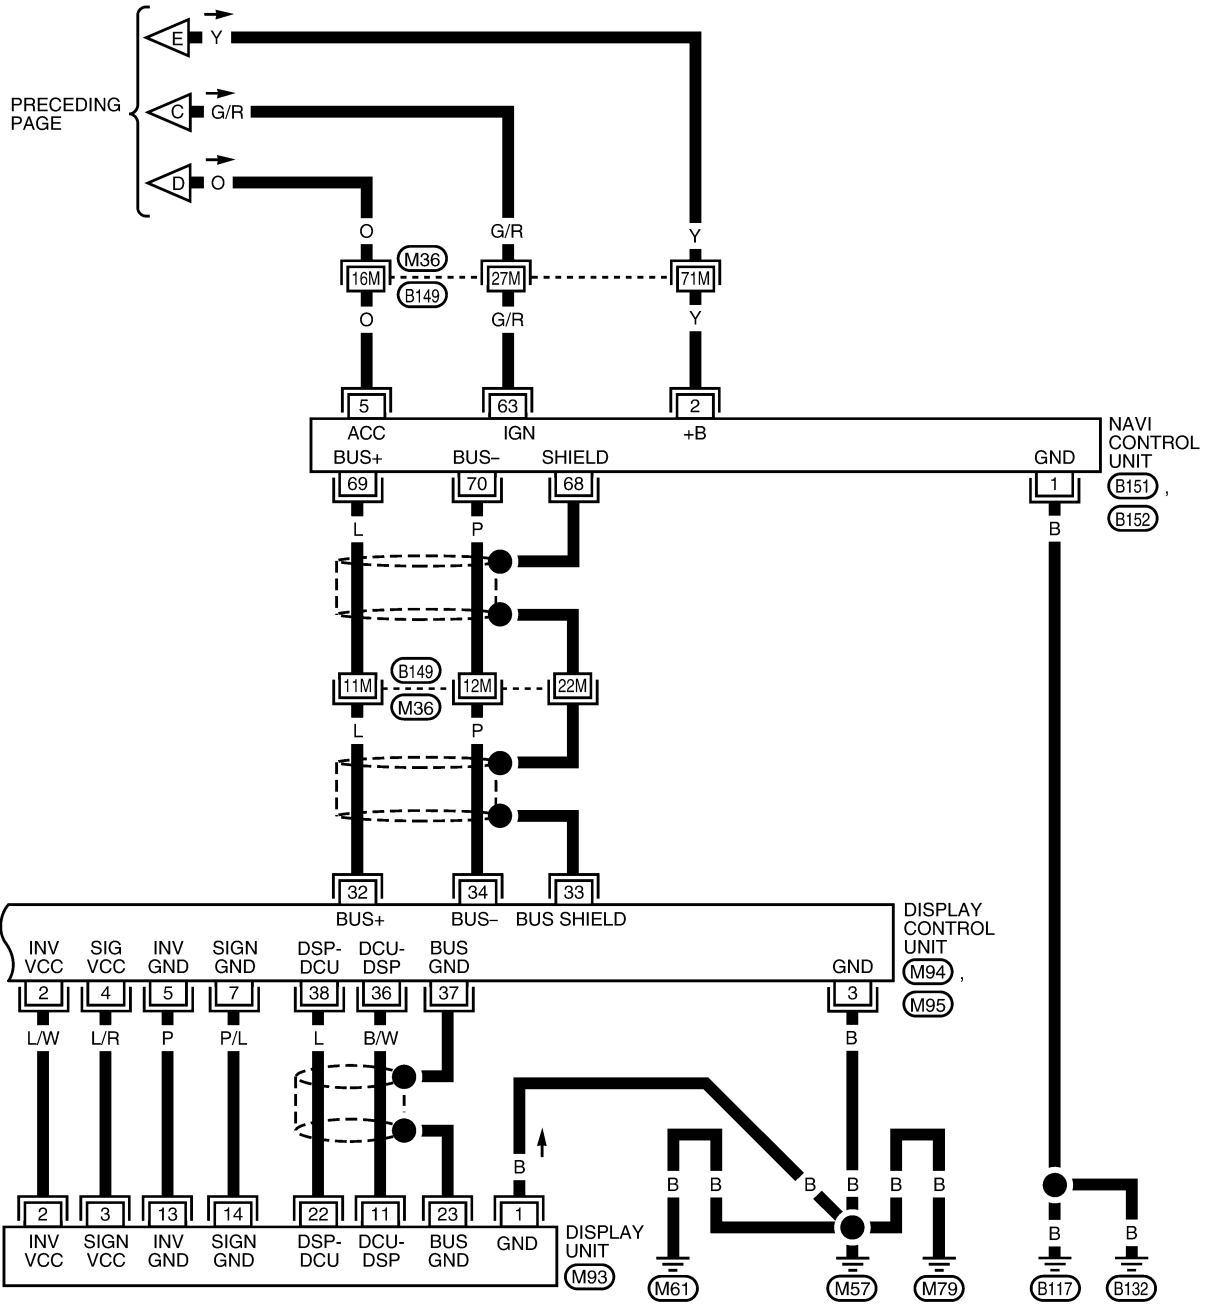 E Y
PRECEDING
PAGE
C G/R
D O
O G/R Y
M36
16M 27M 71M
B149
O G/R Y
5 63 2
ACC IGN +B
BUS+ BUS– SHIELD GND
NAVI
CONTROL
UNIT
B151 ,
B152
69 70 68 1
L P B
B149
11M 12M 22M
M36
L P
32 34 33
BUS+ BUS– BUS SHIELD
DISPLAY
CONTROL
UNIT
M94 ,
M95
INV SIG INV SIGN DSP- DCU- BUS
VCC VCC GND GND DCU DSP GND GND
2 4 5 7 38 36 37 3
L/W L/R P P/L L B/W B
B B B B B B B
2 3 13 14 22 11 23 1
INV SIGN INV SIGN DSP- DCU- BUS GND
VCC VCC GND GND DCU DSP GND
DISPLAY
UNIT
M93
B B
M61 M57 M79 B117 B132